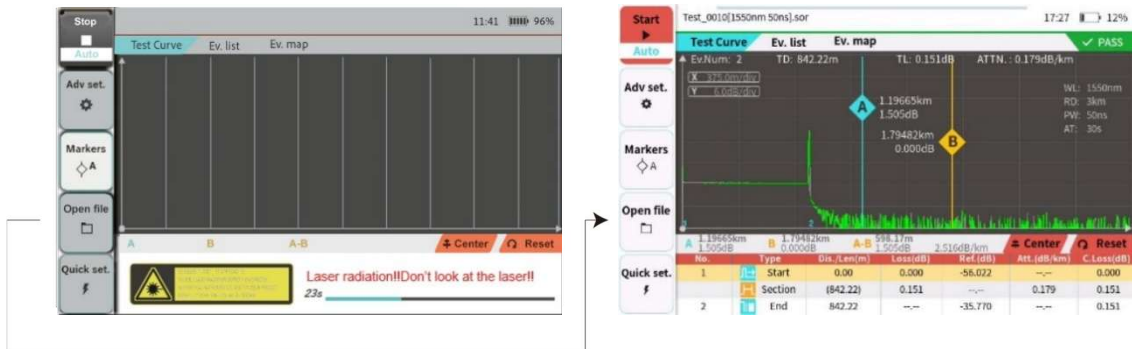 Stop
Auto
Adv set.
Markers
A
Open file
Quick set.
11:41 96%
Test Curve Ev. list Ev. map
A B A-B Center Reset
Laser radiation!!Don't look at the laser!!
23s
Start
Auto
Adv set.
Markers
A
Open file
Quick set.
Test_0010[1550nm 50ns].sor 17:27 12%
Test Curve Ev. list Ev. map PASS
Ev.Num: 2 TD: 842.22m TL: 0.151dB ATTN.: 0.179dB/km
X 375.0m/div
Y 6.0dB/div
WL: 1550nm
RD: 3km
PW: 50ns
AT: 30s
A
1.19665km
1.505dB
1.79482km
0.000dB
B
2
A 1.19665km B 1.79482km A-B 598.17m
1.505dB 0.000dB 1.505dB 2.516dB/km Center Reset
No. Type Dis./Len(m) Loss(dB) Ref.(dB) Att.(dB/km) C.Loss(dB)
1 Start 0.00 0.000 -56.022 --.-- 0.000
Section (842.22) 0.151 --.-- 0.179 0.151
2 End 842.22 --.-- -35.770 --.-- 0.151